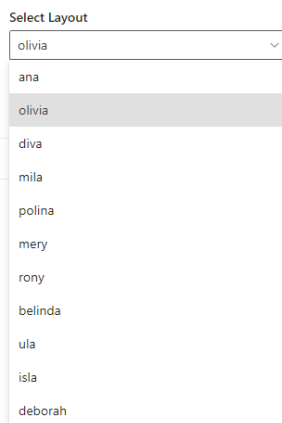 Select Layout
olivia
ana
olivia
diva
mila
polina
mery
rony
belinda
ula
isla
deborah